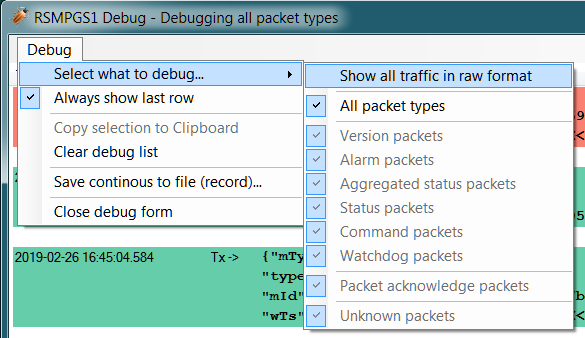 RSMPGS1 Debug - Debugging all packet types
Debug
Select what to debug...
Always show last row
Copy selection to Clipboard
Clear debug list
Save continous to file (record)...
Close debug form
Show all traffic in raw format
All packet types
Version packets
Alarm packets
Aggregated status packets
Status packets
Command packets
Watchdog packets
Packet acknowledge packets
Unknown packets
2019-02-26 16:45:04.584 Tx -> {"mTy
"type
"mId"
"wTs"